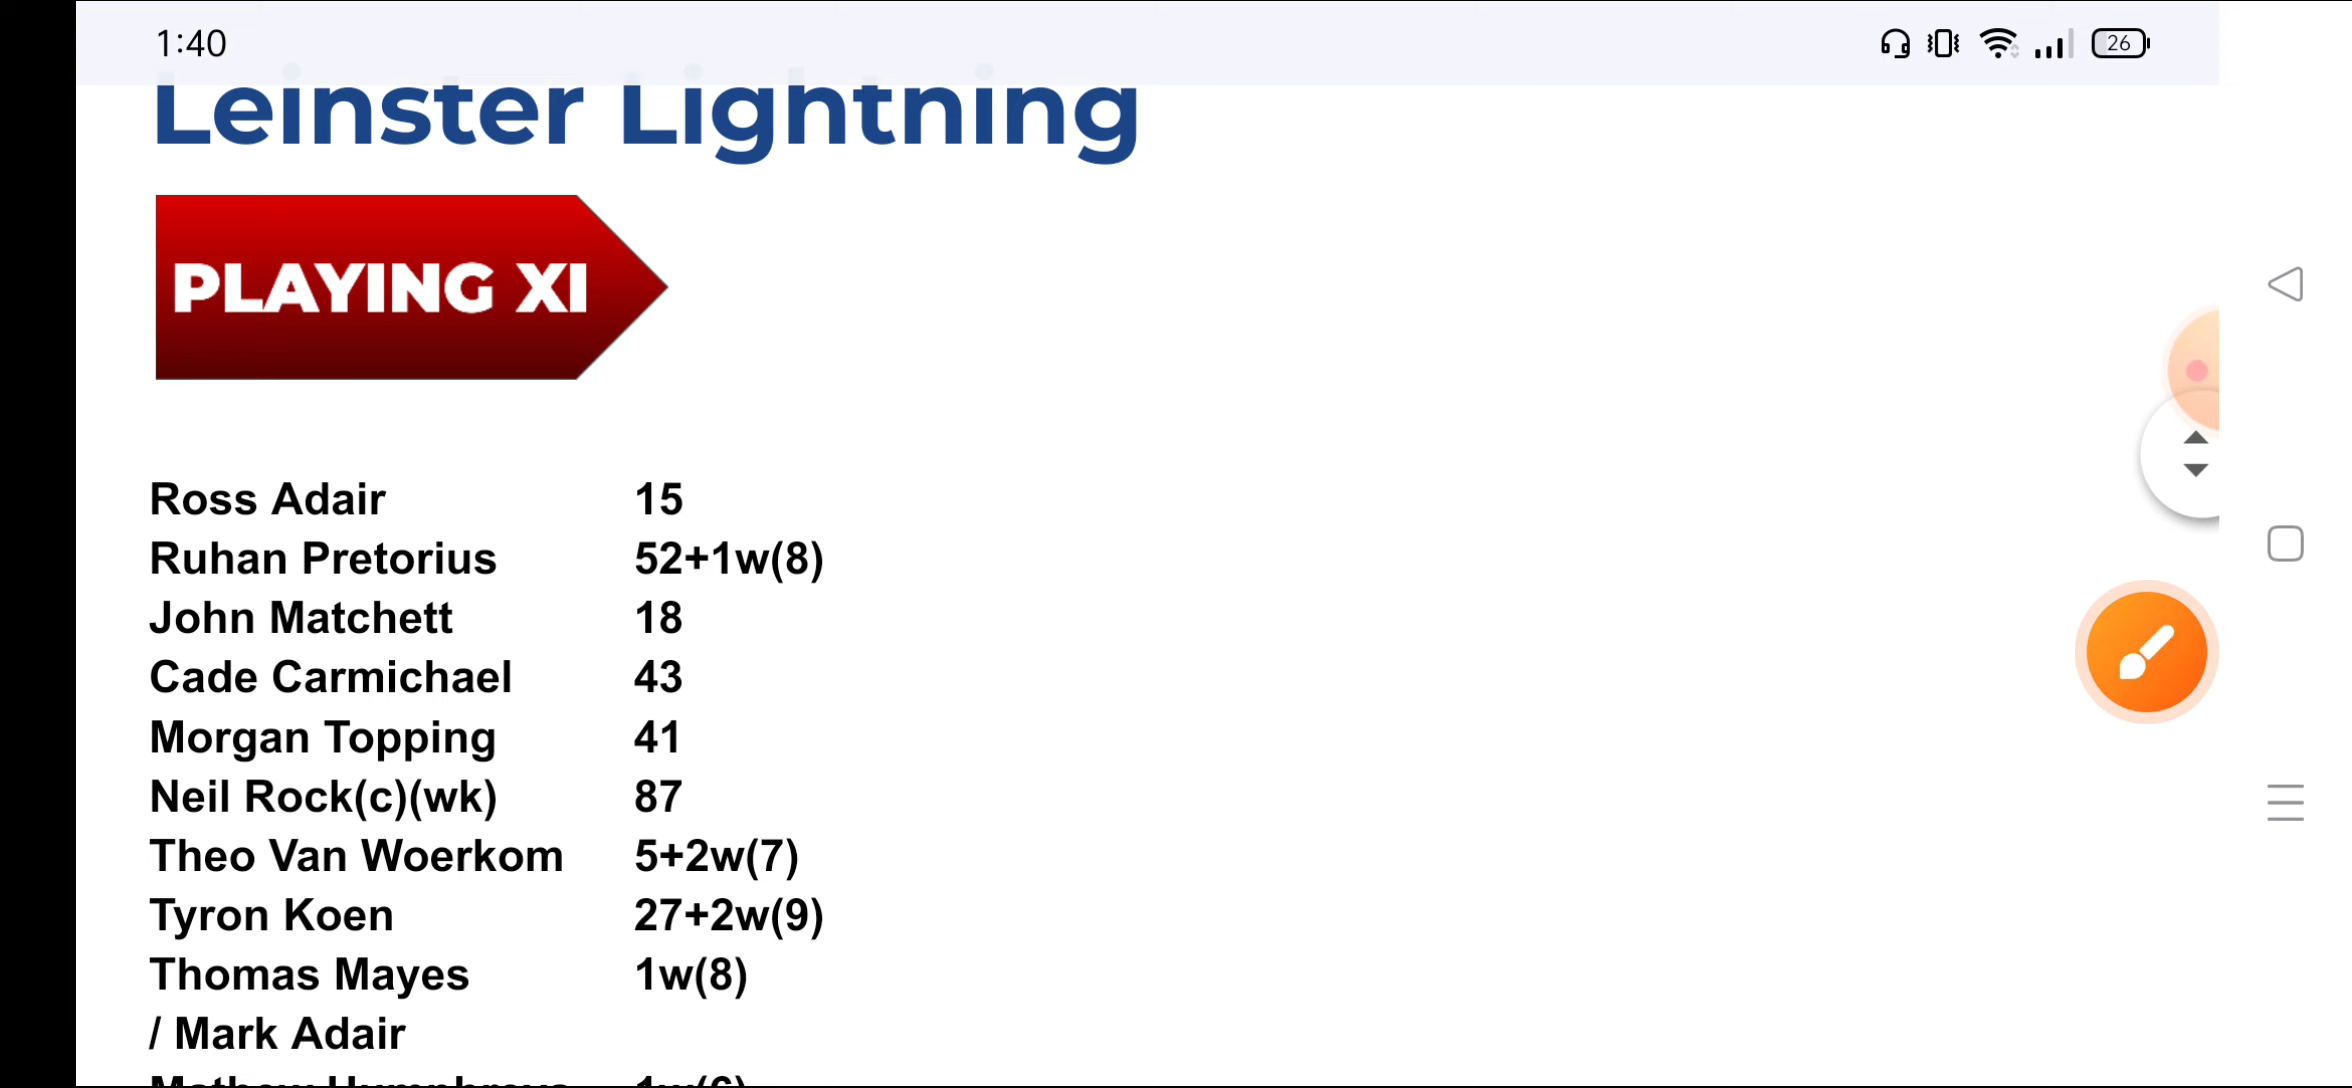 1:40
26
Leinster Lightning
PLAYING XI
Ross Adair 15
Ruhan Pretorius 52+1w(8)
John Matchett 18
Cade Carmichael 43
Morgan Topping 41
Neil Rock(c)(wk) 87
Theo Van Woerkom 5+2w(7)
Tyron Koen 27+2w(9)
Thomas Mayes 1w(8)
/ Mark Adair